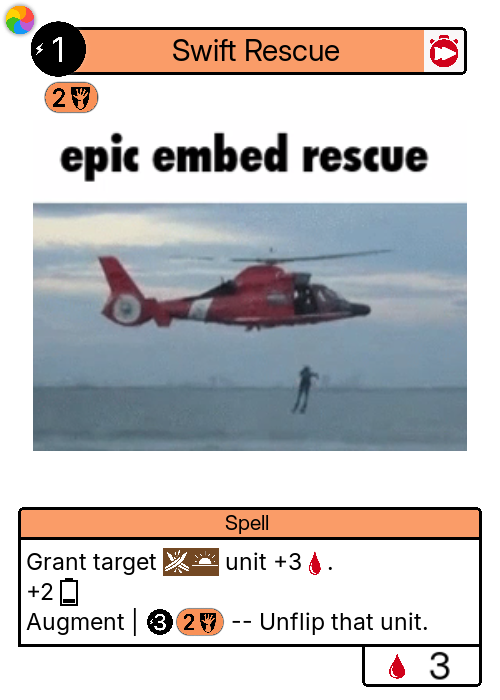 1
Swift Rescue
2
epic embed rescue
Spell
Grant target unit +3 .
+2
Augment | 3 2 -- Unflip that unit.
3